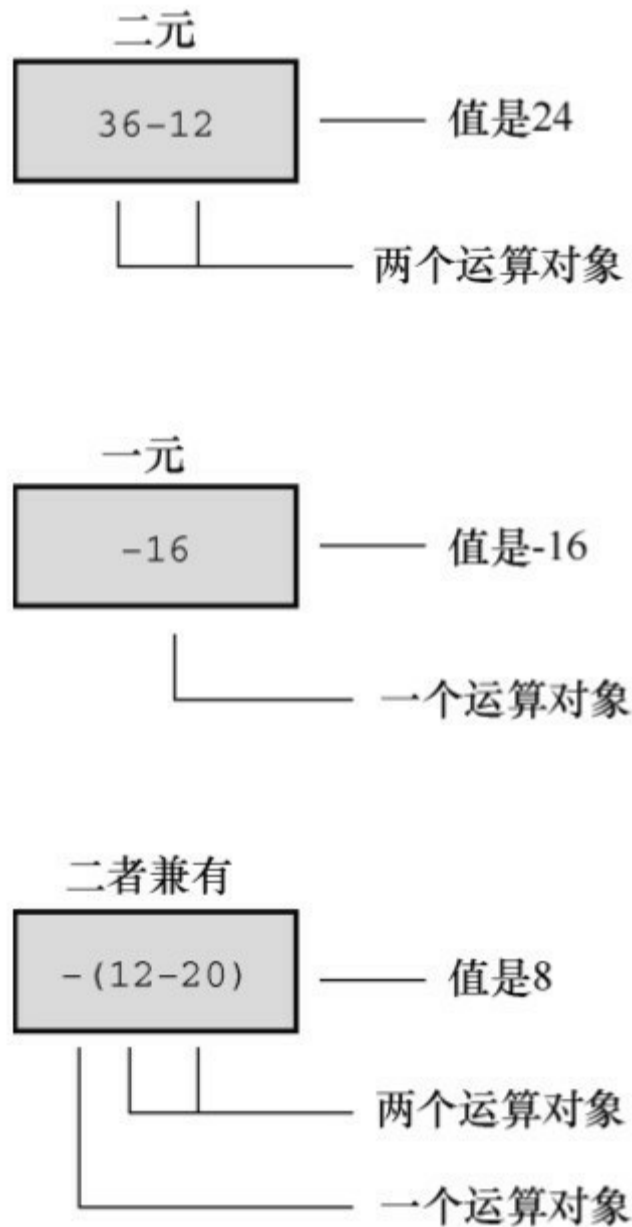 二元
36-12
值是24
两个运算对象
一元
-16
值是-16
一个运算对象
二者兼有
-(12-20)
值是8
两个运算对象
一个运算对象